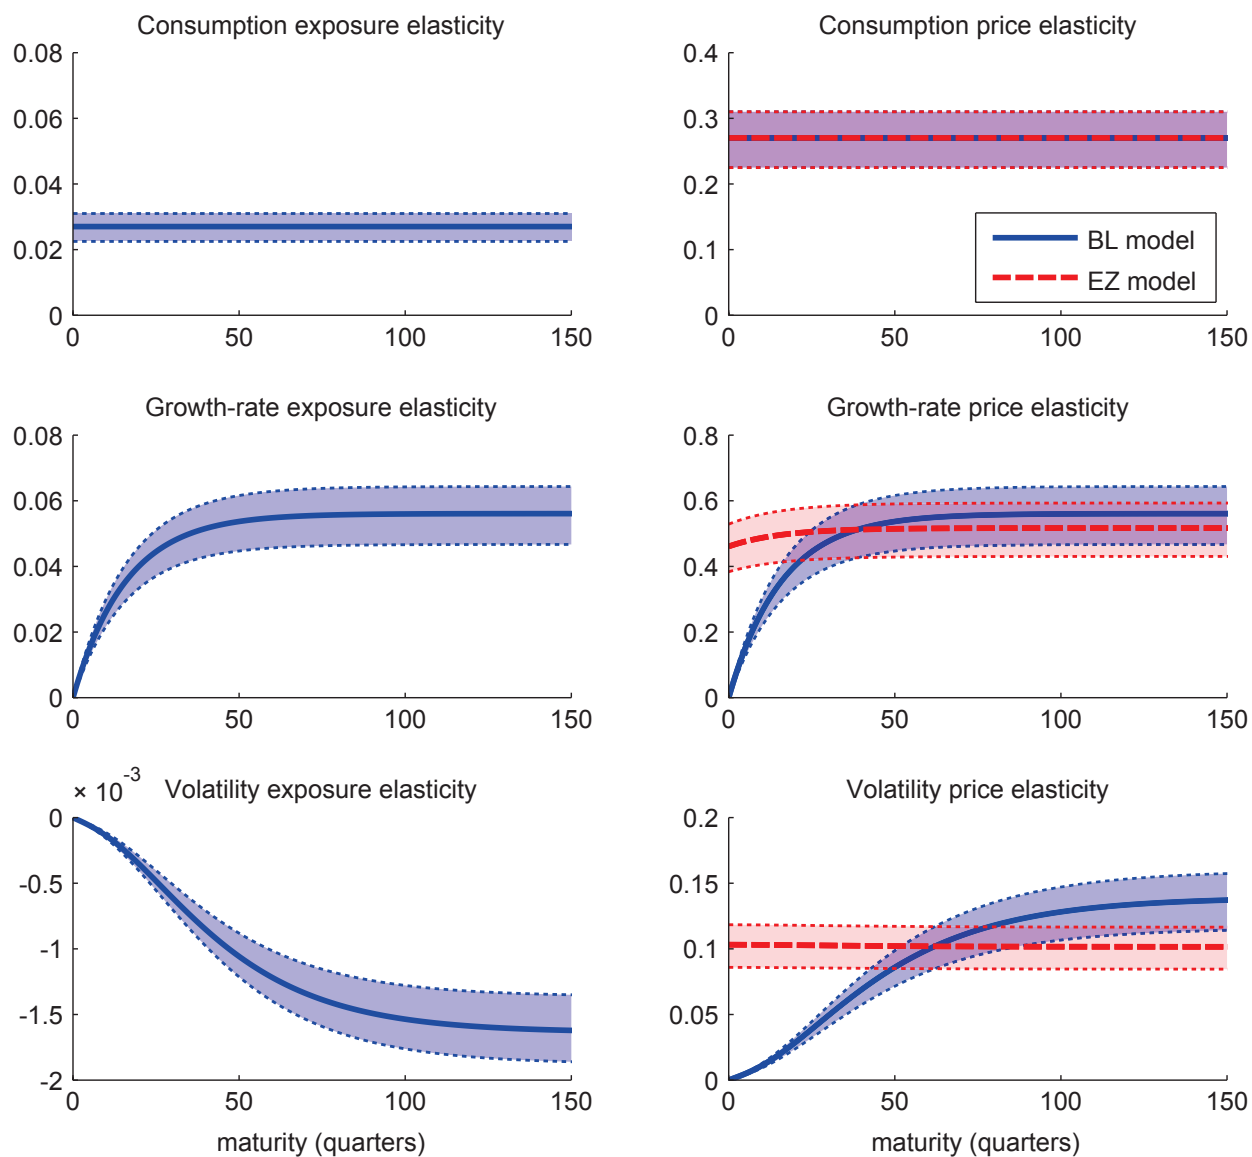 Consumption exposure elasticity
0.08
0.06
0.04
0.02
0
0 50 100 150
Consumption price elasticity
0.4
0.3
0.2
0.1
0
BL model
EZ model
0 50 100 150
Growth-rate exposure elasticity
0.08
0.06
0.04
0.02
0
0 50 100 150
Growth-rate price elasticity
0.8
0.6
0.4
0.2
0
0 50 100 150
× 10⁻³ Volatility exposure elasticity
0
-0.5
-1
-1.5
-2
0 50 100 150
maturity (quarters)
Volatility price elasticity
0.2
0.15
0.1
0.05
0
0 50 100 150
maturity (quarters)